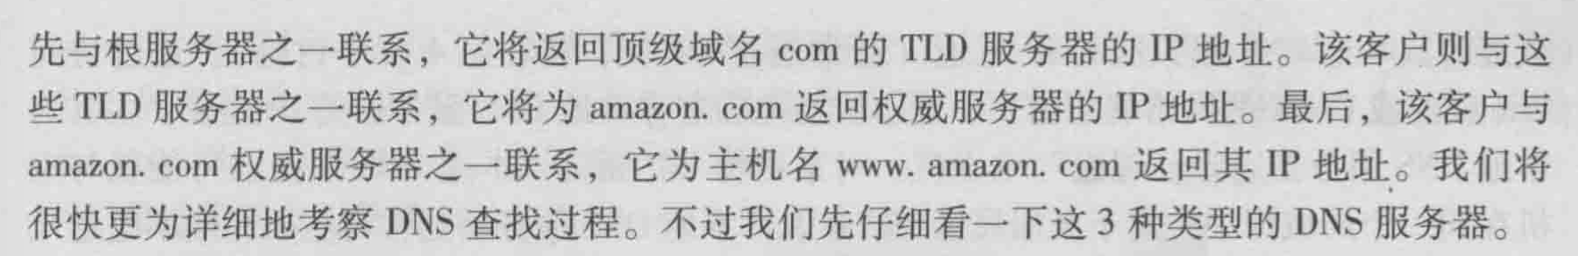 先与根服务器之一联系，它将返回顶级域名 com 的 TLD 服务器的 IP 地址。该客户则与这
些 TLD 服务器之一联系，它将为 amazon. com 返回权威服务器的 IP 地址。最后，该客户与
amazon. com 权威服务器之一联系，它为主机名 www. amazon. com 返回其 IP 地址。我们将
很快更为详细地考察 DNS 查找过程。不过我们先仔细看一下这 3 种类型的 DNS 服务器。